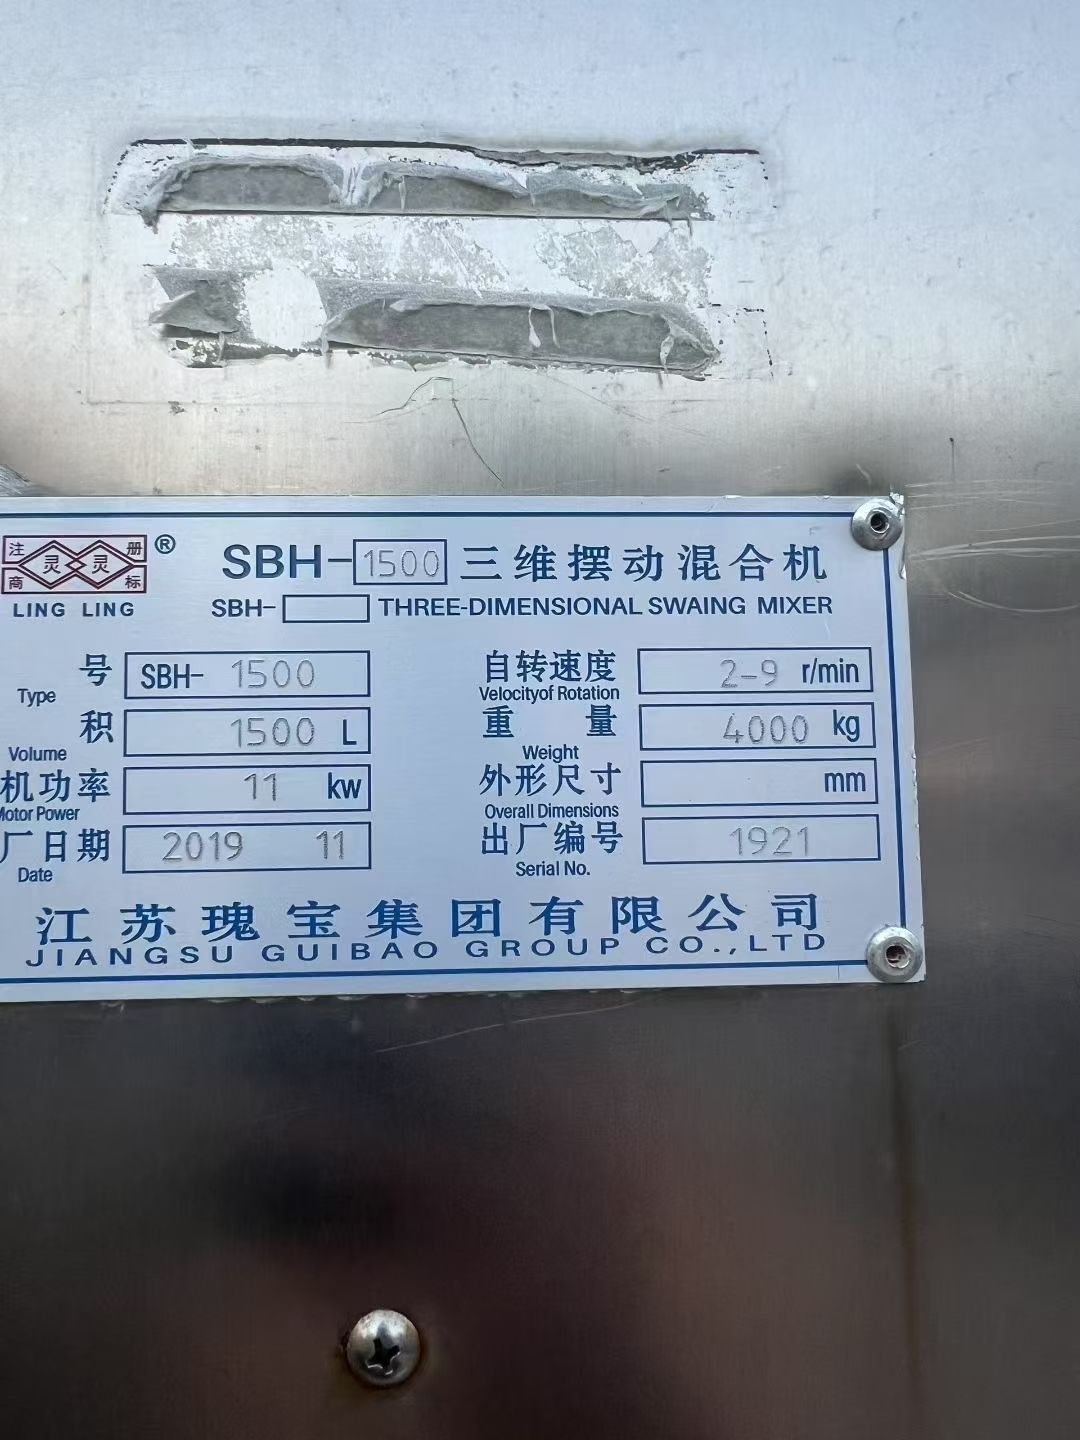 注册商标
灵灵
®
LING LING
SBH-1500 三维摆动混合机
SBH- THREE-DIMENSIONAL SWAING MIXER
号 SBH- 1500
Type
自转速度 2-9 r/min
Velocityof Rotation
积 1500 L
Volume
重量 4000 kg
Weight
机功率 11 kw
Motor Power
外形尺寸 mm
Overall Dimensions
厂日期 2019 11
Date
出厂编号 1921
Serial No.
江苏瑰宝集团有限公司
JIANGSU GUIBAO GROUP CO.,LTD